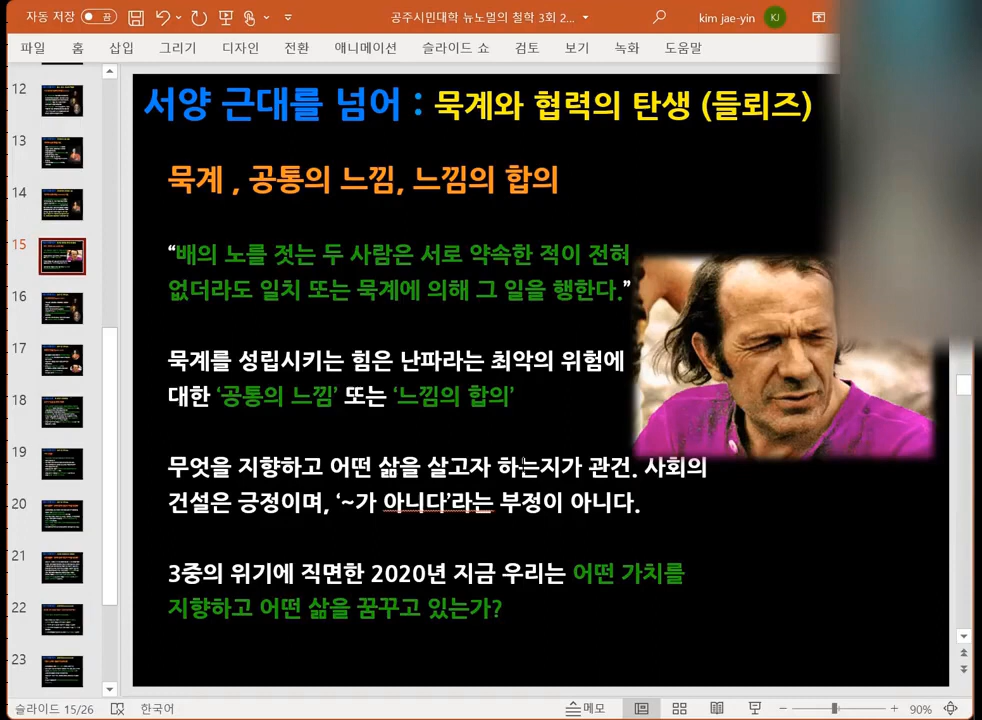 자동 저장 끔
공주시민대학 뉴노멀의 철학 3회 2...
kim jae-yin
KJ
파일 홈 삽입 그리기 디자인 전환 애니메이션 슬라이드 쇼 검토 보기 녹화 도움말
12
13
14
15
16
17
18
19
20
21
22
23
서양 근대를 넘어 : 묵계와 협력의 탄생 (들뢰즈)
묵계 , 공통의 느낌, 느낌의 합의
“배의 노를 젓는 두 사람은 서로 약속한 적이 전혀
없더라도 일치 또는 묵계에 의해 그 일을 행한다.”
묵계를 성립시키는 힘은 난파라는 최악의 위험에
대한 ‘공통의 느낌’ 또는 ‘느낌의 합의’
무엇을 지향하고 어떤 삶을 살고자 하는지가 관건. 사회의
건설은 긍정이며, ‘~가 아니다’라는 부정이 아니다.
3중의 위기에 직면한 2020년 지금 우리는 어떤 가치를
지향하고 어떤 삶을 꿈꾸고 있는가?
슬라이드 15/26 한국어 메모 90%